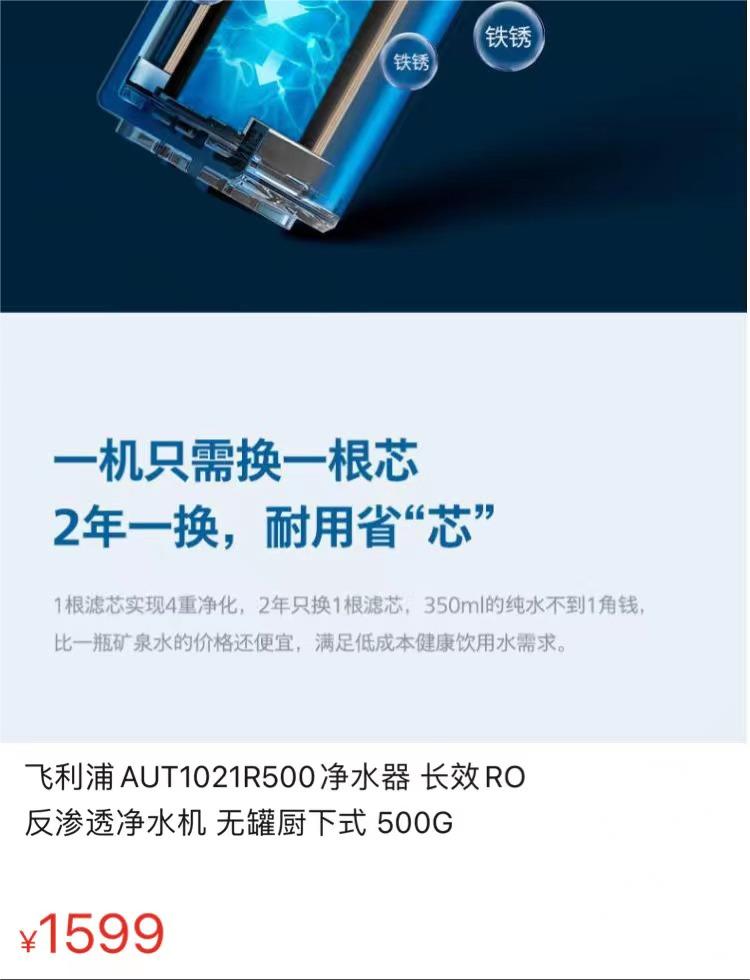 铁锈
铁锈
一机只需换一根芯
2年一换，耐用省“芯”
1根滤芯实现4重净化，2年只换1根滤芯，350ml的纯水不到1角钱，
比一瓶矿泉水的价格还便宜，满足低成本健康饮用水需求。
飞利浦AUT1021R500净水器 长效RO
反渗透净水机 无罐厨下式 500G
¥1599